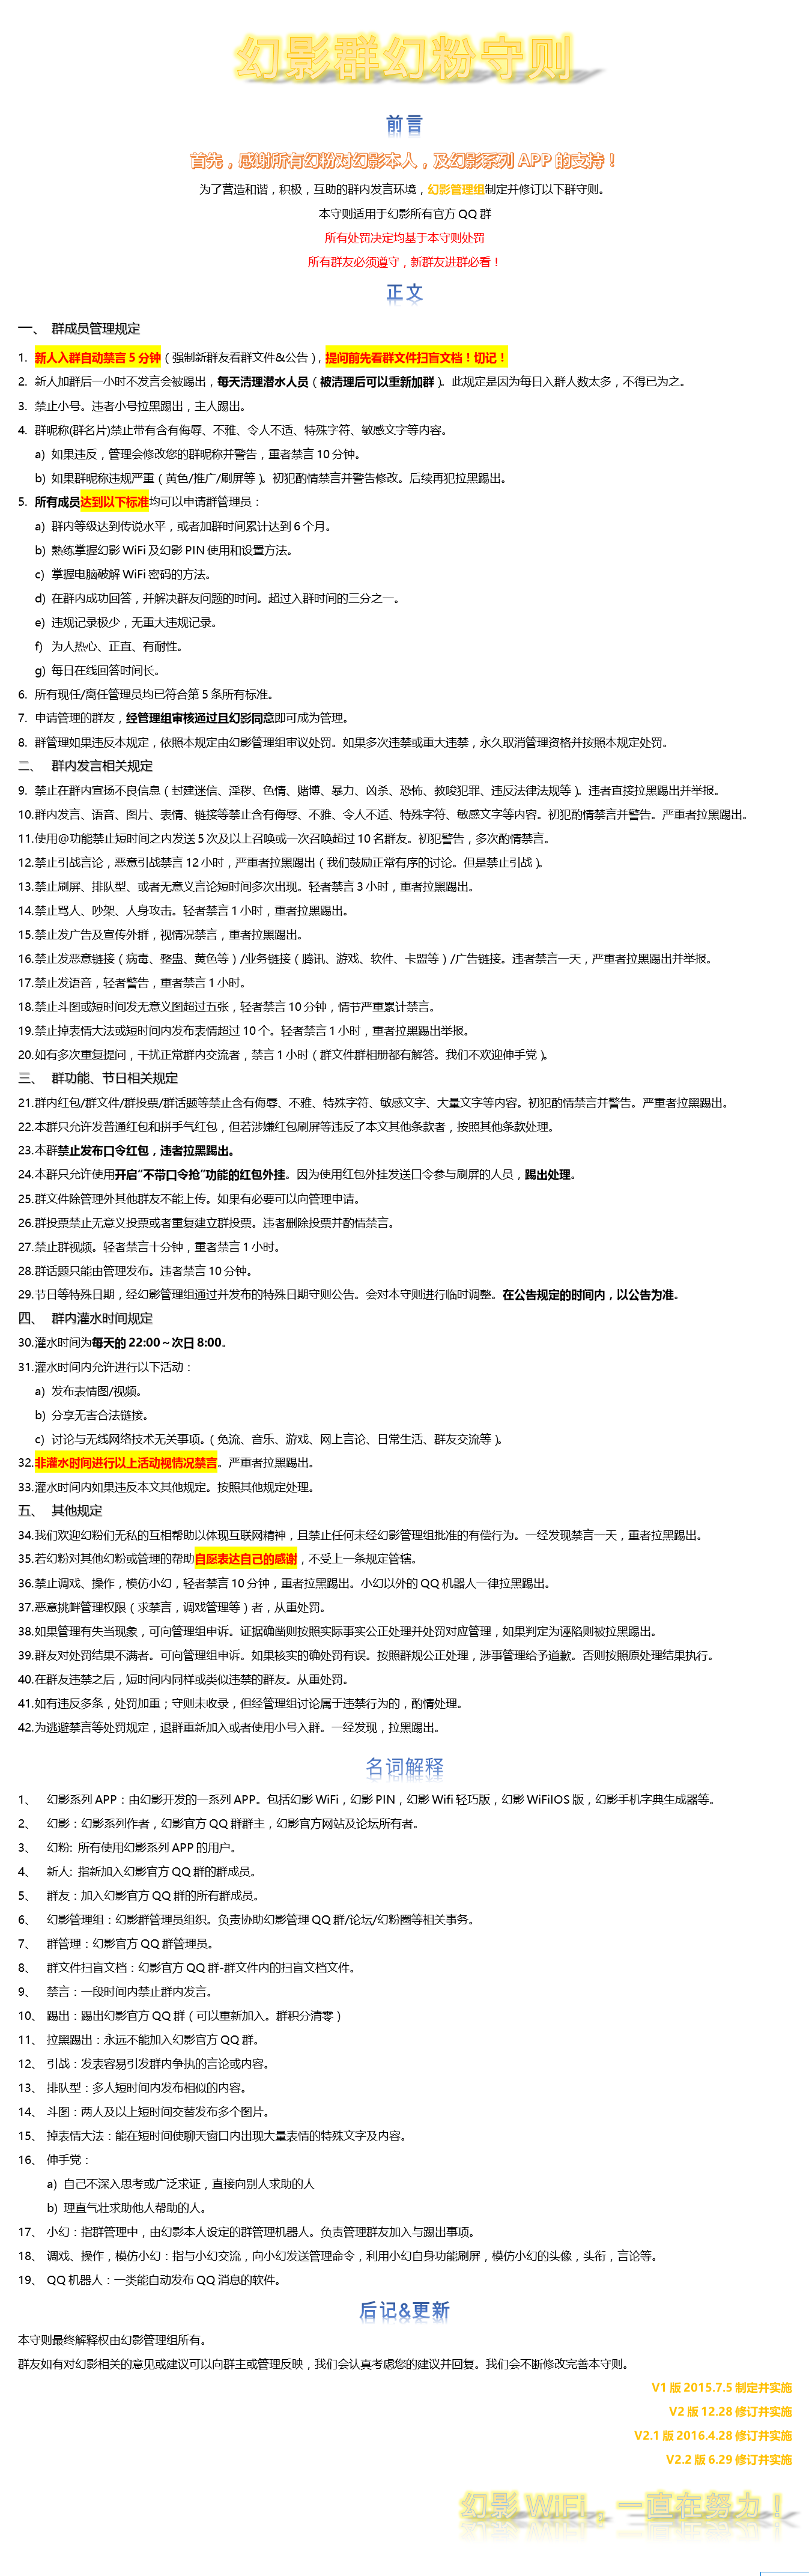 幻影群幻粉守则
前言
首先，感谢所有幻粉对幻影本人，及幻影系列 APP 的支持！
为了营造和谐，积极，互助的群内发言环境，幻影管理组制定并修订以下群守则。
本守则适用于幻影所有官方 QQ 群
所有处罚决定均基于本守则处罚
所有群友必须遵守，新群友进群必看！
正文
一、 群成员管理规定
1. 新人入群自动禁言 5 分钟（强制新群友看群文件&公告），提问前先看群文件扫盲文档！切记！
2. 新人加群后一小时不发言会被踢出，每天清理潜水人员（被清理后可以重新加群）。此规定是因为每日入群人数太多，不得已为之。
3. 禁止小号。违者小号拉黑踢出，主人踢出。
4. 群昵称(群名片)禁止带有含有侮辱、不雅、令人不适、特殊字符、敏感文字等内容。
a) 如果违反，管理会修改您的群昵称并警告，重者禁言 10 分钟。
b) 如果群昵称违规严重（黄色/推广/刷屏等）。初犯酌情禁言并警告修改。后续再犯拉黑踢出。
5. 所有成员达到以下标准均可以申请群管理员：
a) 群内等级达到传说水平，或者加群时间累计达到 6 个月。
b) 熟练掌握幻影 WiFi 及幻影 PIN 使用和设置方法。
c) 掌握电脑破解 WiFi 密码的方法。
d) 在群内成功回答，并解决群友问题的时间。超过入群时间的三分之一。
e) 违规记录极少，无重大违规记录。
f) 为人热心、正直、有耐性。
g) 每日在线回答时间长。
6. 所有现任/离任管理员均已符合第 5 条所有标准。
7. 申请管理的群友，经管理组审核通过且幻影同意即可成为管理。
8. 群管理如果违反本规定，依照本规定由幻影管理组审议处罚。如果多次违禁或重大违禁，永久取消管理资格并按照本规定处罚。
二、 群内发言相关规定
9. 禁止在群内宣扬不良信息（封建迷信、淫秽、色情、赌博、暴力、凶杀、恐怖、教唆犯罪、违反法律法规等）。违者直接拉黑踢出并举报。
10.群内发言、语音、图片、表情、链接等禁止含有侮辱、不雅、令人不适、特殊字符、敏感文字等内容。初犯酌情禁言并警告。严重者拉黑踢出。
11.使用@功能禁止短时间之内发送 5 次及以上召唤或一次召唤超过 10 名群友。初犯警告，多次酌情禁言。
12.禁止引战言论，恶意引战禁言 12 小时，严重者拉黑踢出（我们鼓励正常有序的讨论。但是禁止引战）。
13.禁止刷屏、排队型、或者无意义言论短时间多次出现。轻者禁言 3 小时，重者拉黑踢出。
14.禁止骂人、吵架、人身攻击。轻者禁言 1 小时，重者拉黑踢出。
15.禁止发广告及宣传外群，视情况禁言，重者拉黑踢出。
16.禁止发恶意链接（病毒、整蛊、黄色等）/业务链接（腾讯、游戏、软件、卡盟等）/广告链接。违者禁言一天，严重者拉黑踢出并举报。
17.禁止发语音，轻者警告，重者禁言 1 小时。
18.禁止斗图或短时间发无意义图超过五张，轻者禁言 10 分钟，情节严重累计禁言。
19.禁止掉表情大法或短时间内发布表情超过 10 个。轻者禁言 1 小时，重者拉黑踢出举报。
20.如有多次重复提问，干扰正常群内交流者，禁言 1 小时（群文件群相册都有解答。我们不欢迎伸手党）。
三、 群功能、节日相关规定
21.群内红包/群文件/群投票/群话题等禁止含有侮辱、不雅、特殊字符、敏感文字、大量文字等内容。初犯酌情禁言并警告。严重者拉黑踢出。
22.本群只允许发普通红包和拼手气红包，但若涉嫌红包刷屏等违反了本文其他条款者，按照其他条款处理。
23.本群禁止发布口令红包，违者拉黑踢出。
24.本群只允许使用开启"不带口令抢"功能的红包外挂。因为使用红包外挂发送口令参与刷屏的人员，踢出处理。
25.群文件除管理外其他群友不能上传。如果有必要可以向管理申请。
26.群投票禁止无意义投票或者重复建立群投票。违者删除投票并酌情禁言。
27.禁止群视频。轻者禁言十分钟，重者禁言 1 小时。
28.群话题只能由管理发布。违者禁言 10 分钟。
29.节日等特殊日期，经幻影管理组通过并发布的特殊日期守则公告。会对本守则进行临时调整。在公告规定的时间内，以公告为准。
四、 群内灌水时间规定
30.灌水时间为每天的 22:00～次日 8:00。
31.灌水时间内允许进行以下活动：
a) 发布表情图/视频。
b) 分享无害合法链接。
c) 讨论与无线网络技术无关事项。（免流、音乐、游戏、网上言论、日常生活、群友交流等）。
32.非灌水时间进行以上活动视情况禁言。严重者拉黑踢出。
33.灌水时间内如果违反本文其他规定。按照其他规定处理。
五、 其他规定
34.我们欢迎幻粉们无私的互相帮助以体现互联网精神，且禁止任何未经幻影管理组批准的有偿行为。一经发现禁言一天，重者拉黑踢出。
35.若幻粉对其他幻粉或管理的帮助自愿表达自己的感谢，不受上一条规定管辖。
36.禁止调戏、操作，模仿小幻，轻者禁言 10 分钟，重者拉黑踢出。小幻以外的 QQ 机器人一律拉黑踢出。
37.恶意挑衅管理权限（求禁言，调戏管理等）者，从重处罚。
38.如果管理有失当现象，可向管理组申诉。证据确凿则按照实际事实公正处理并处罚对应管理，如果判定为诬陷则被拉黑踢出。
39.群友对处罚结果不满者。可向管理组申诉。如果核实的确处罚有误。按照群规公正处理，涉事管理给予道歉。否则按照原处理结果执行。
40.在群友违禁之后，短时间内同样或类似违禁的群友。从重处罚。
41.如有违反多条，处罚加重；守则未收录，但经管理组讨论属于违禁行为的，酌情处理。
42.为逃避禁言等处罚规定，退群重新加入或者使用小号入群。一经发现，拉黑踢出。
名词解释
1、 幻影系列 APP：由幻影开发的一系列 APP。包括幻影 WiFi，幻影 PIN，幻影 Wifi 轻巧版，幻影 WiFiIOS 版，幻影手机字典生成器等。
2、 幻影：幻影系列作者，幻影官方 QQ 群群主，幻影官方网站及论坛所有者。
3、 幻粉: 所有使用幻影系列 APP 的用户。
4、 新人: 指新加入幻影官方 QQ 群的群成员。
5、 群友：加入幻影官方 QQ 群的所有群成员。
6、 幻影管理组：幻影群管理员组织。负责协助幻影管理 QQ 群/论坛/幻粉圈等相关事务。
7、 群管理：幻影官方 QQ 群管理员。
8、 群文件扫盲文档：幻影官方 QQ 群-群文件内的扫盲文档文件。
9、 禁言：一段时间内禁止群内发言。
10、 踢出：踢出幻影官方 QQ 群（可以重新加入。群积分清零）
11、 拉黑踢出：永远不能加入幻影官方 QQ 群。
12、 引战：发表容易引发群内争执的言论或内容。
13、 排队型：多人短时间内发布相似的内容。
14、 斗图：两人及以上短时间交替发布多个图片。
15、 掉表情大法：能在短时间使聊天窗口内出现大量表情的特殊文字及内容。
16、 伸手党：
a) 自己不深入思考或广泛求证，直接向别人求助的人
b) 理直气壮求助他人帮助的人。
17、 小幻：指群管理中，由幻影本人设定的群管理机器人。负责管理群友加入与踢出事项。
18、 调戏、操作，模仿小幻：指与小幻交流，向小幻发送管理命令，利用小幻自身功能刷屏，模仿小幻的头像，头衔，言论等。
19、 QQ 机器人：一类能自动发布 QQ 消息的软件。
后记&更新
本守则最终解释权由幻影管理组所有。
群友如有对幻影相关的意见或建议可以向群主或管理反映，我们会认真考虑您的建议并回复。我们会不断修改完善本守则。
V1 版 2015.7.5 制定并实施
V2 版 12.28 修订并实施
V2.1 版 2016.4.28 修订并实施
V2.2 版 6.29 修订并实施
幻影 WiFi，一直在努力！